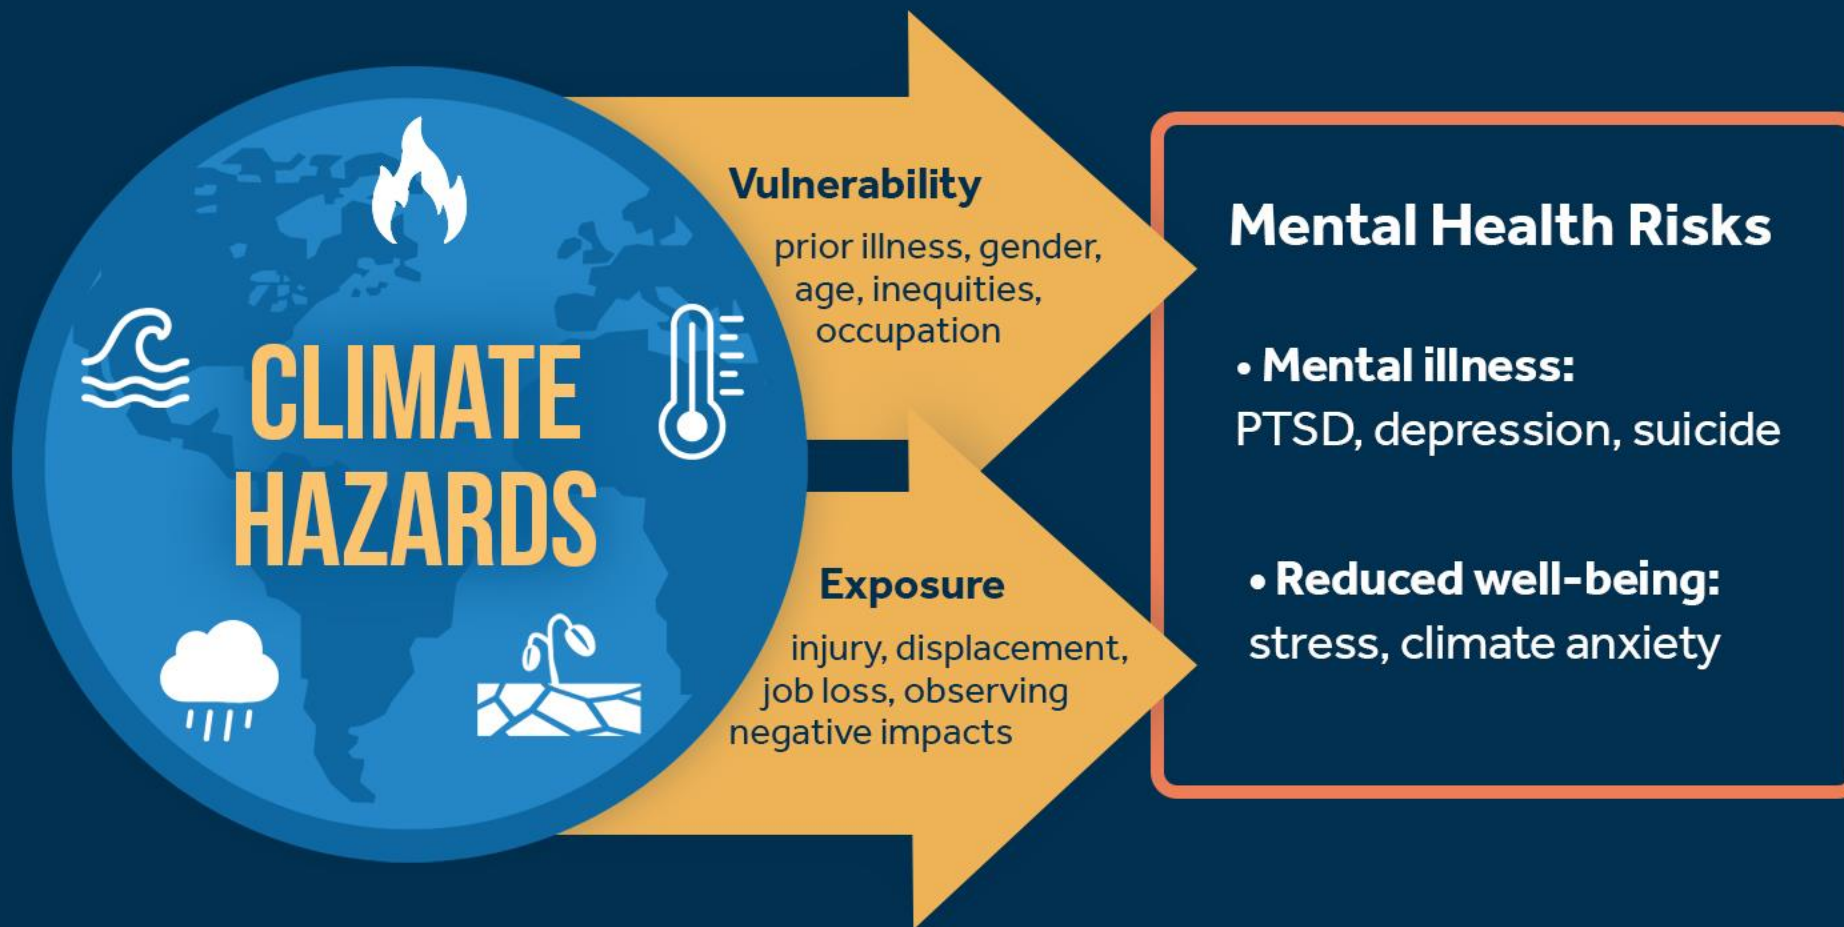 CLIMATE
HAZARDS
Vulnerability
prior illness, gender,
age, inequities,
occupation
Exposure
injury, displacement,
job loss, observing
negative impacts
Mental Health Risks
• Mental illness:
PTSD, depression, suicide
• Reduced well-being:
stress, climate anxiety